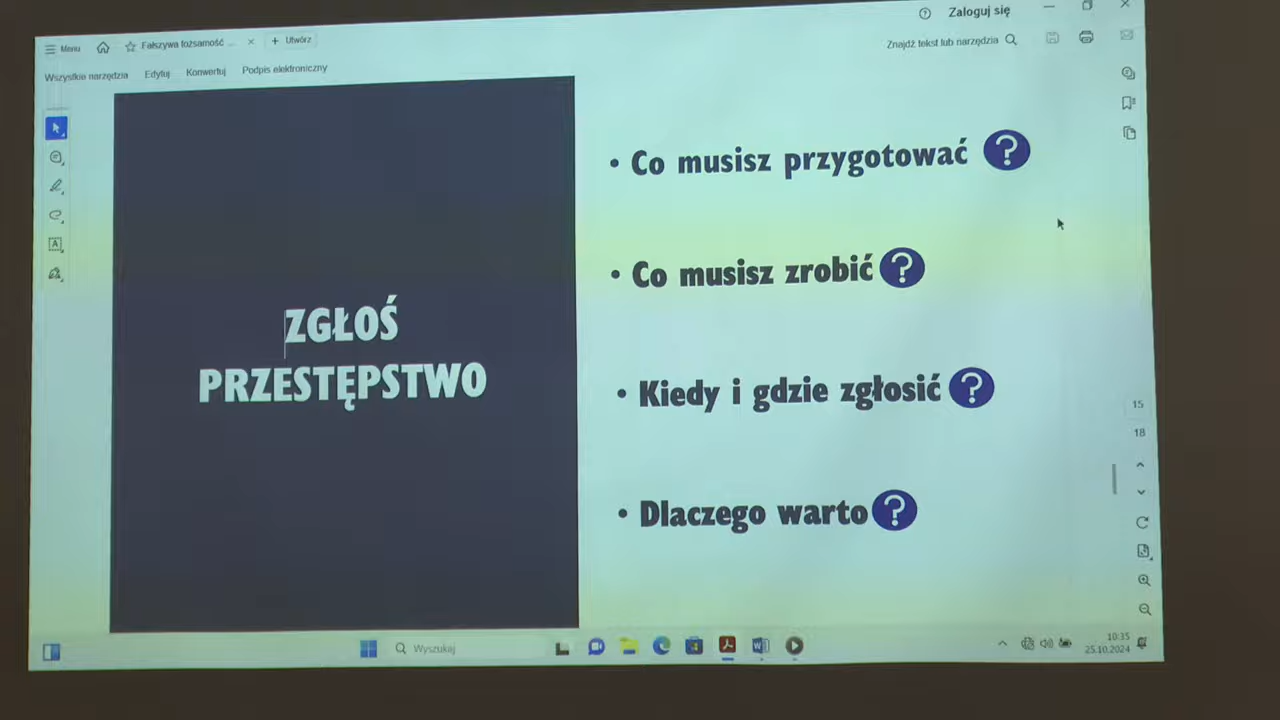 Zaloguj się
Menu
Fałszywa tożsamość ...
+ Utwórz
Znajdź tekst lub narzędzia
Wszystkie narzędzia
Edytuj
Konwertuj
Podpis elektroniczny
ZGŁOŚ
PRZESTĘPSTWO
• Co musisz przygotować ?
• Co musisz zrobić ?
• Kiedy i gdzie zgłosić ?
• Dlaczego warto ?
15
18
Wyszukaj
10:35
25.10.2024